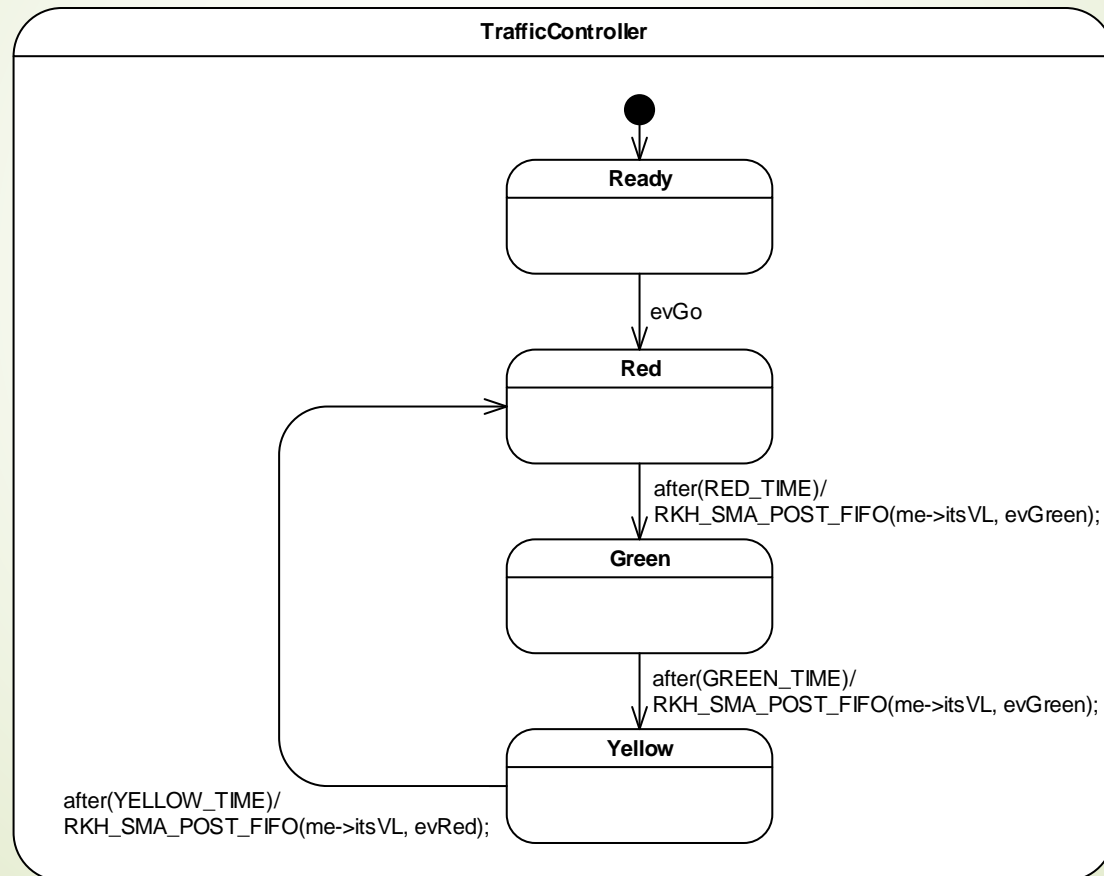 TrafficController
Ready
evGo
Red
after(RED_TIME)/
RKH_SMA_POST_FIFO(me->itsVL, evGreen);
Green
after(GREEN_TIME)/
RKH_SMA_POST_FIFO(me->itsVL, evGreen);
Yellow
after(YELLOW_TIME)/
RKH_SMA_POST_FIFO(me->itsVL, evRed);